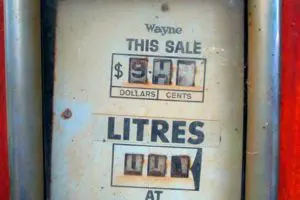 Wayne
THIS SALE
$
DOLLARS CENTS
LITRES
AT